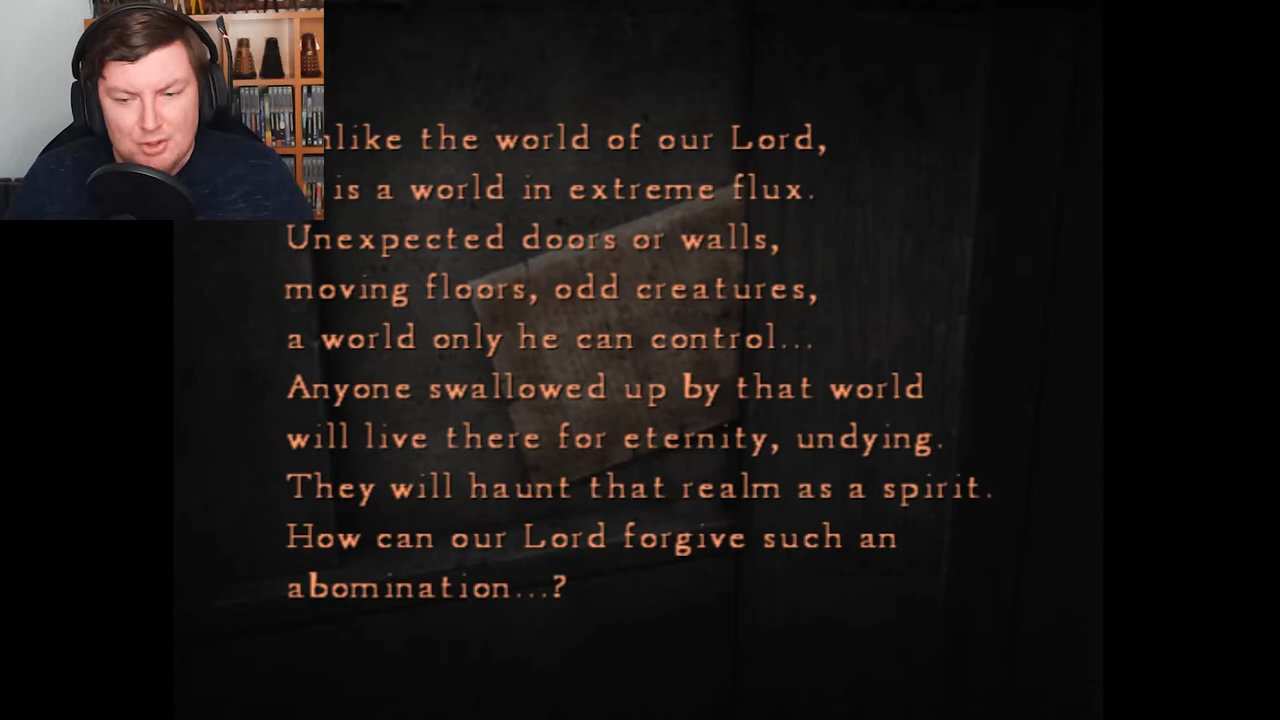 like the world of our Lord,
is a world in extreme flux.
Unexpected doors or walls,
moving floors, odd creatures,
a world only he can control...
Anyone swallowed up by that world
will live there for eternity, undying.
They will haunt that realm as a spirit.
How can our Lord forgive such an
abomination...?